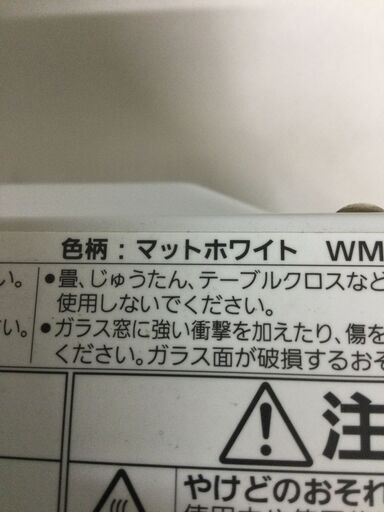 色柄：マットホワイト WM
い。
●畳、じゅうたん、テーブルクロスなど
使用しないでください。
さい。
●ガラス窓に強い衝撃を加えたり、傷を
ください。ガラス面が破損するおそ
注
やけどのおそれ